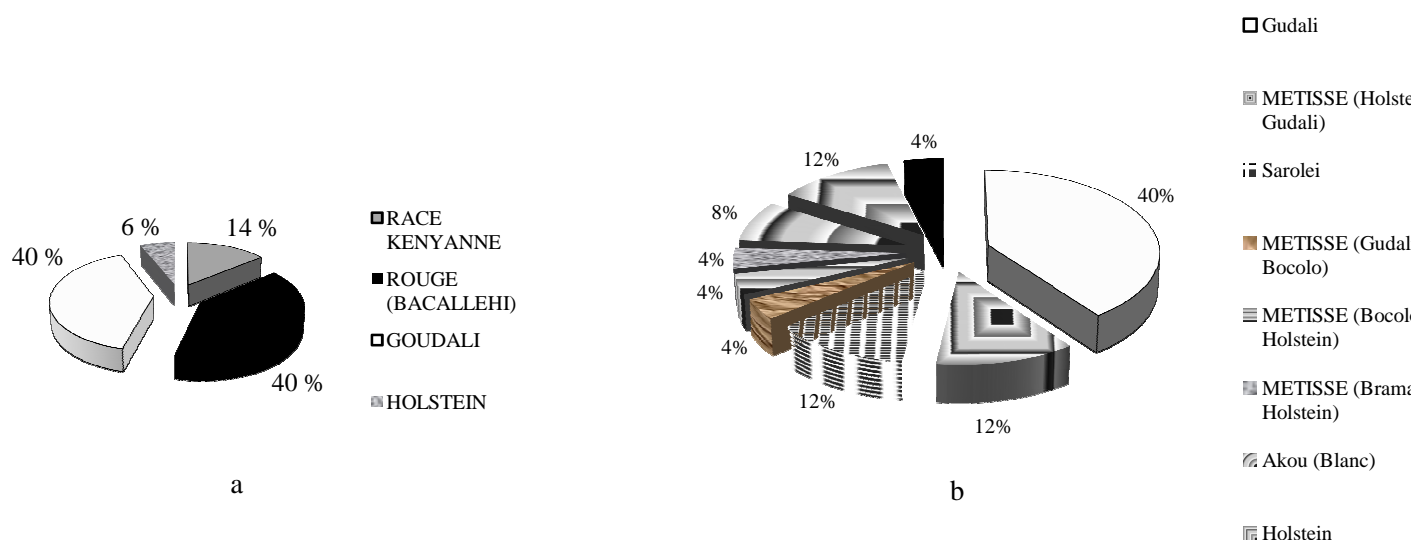 6 %
14 %
40 %
40 %
RACE
KENYANNE
ROUGE
(BACALLEHI)
GOUDALI
HOLSTEIN
a
4%
12%
8%
4%
4%
4%
12%
12%
40%
b
Gudali
METISSE (Holste
Gudali)
Sarolei
METISSE (Gudal
Bocolo)
METISSE (Bocol
Holstein)
METISSE (Brama
Holstein)
Akou (Blanc)
Holstein